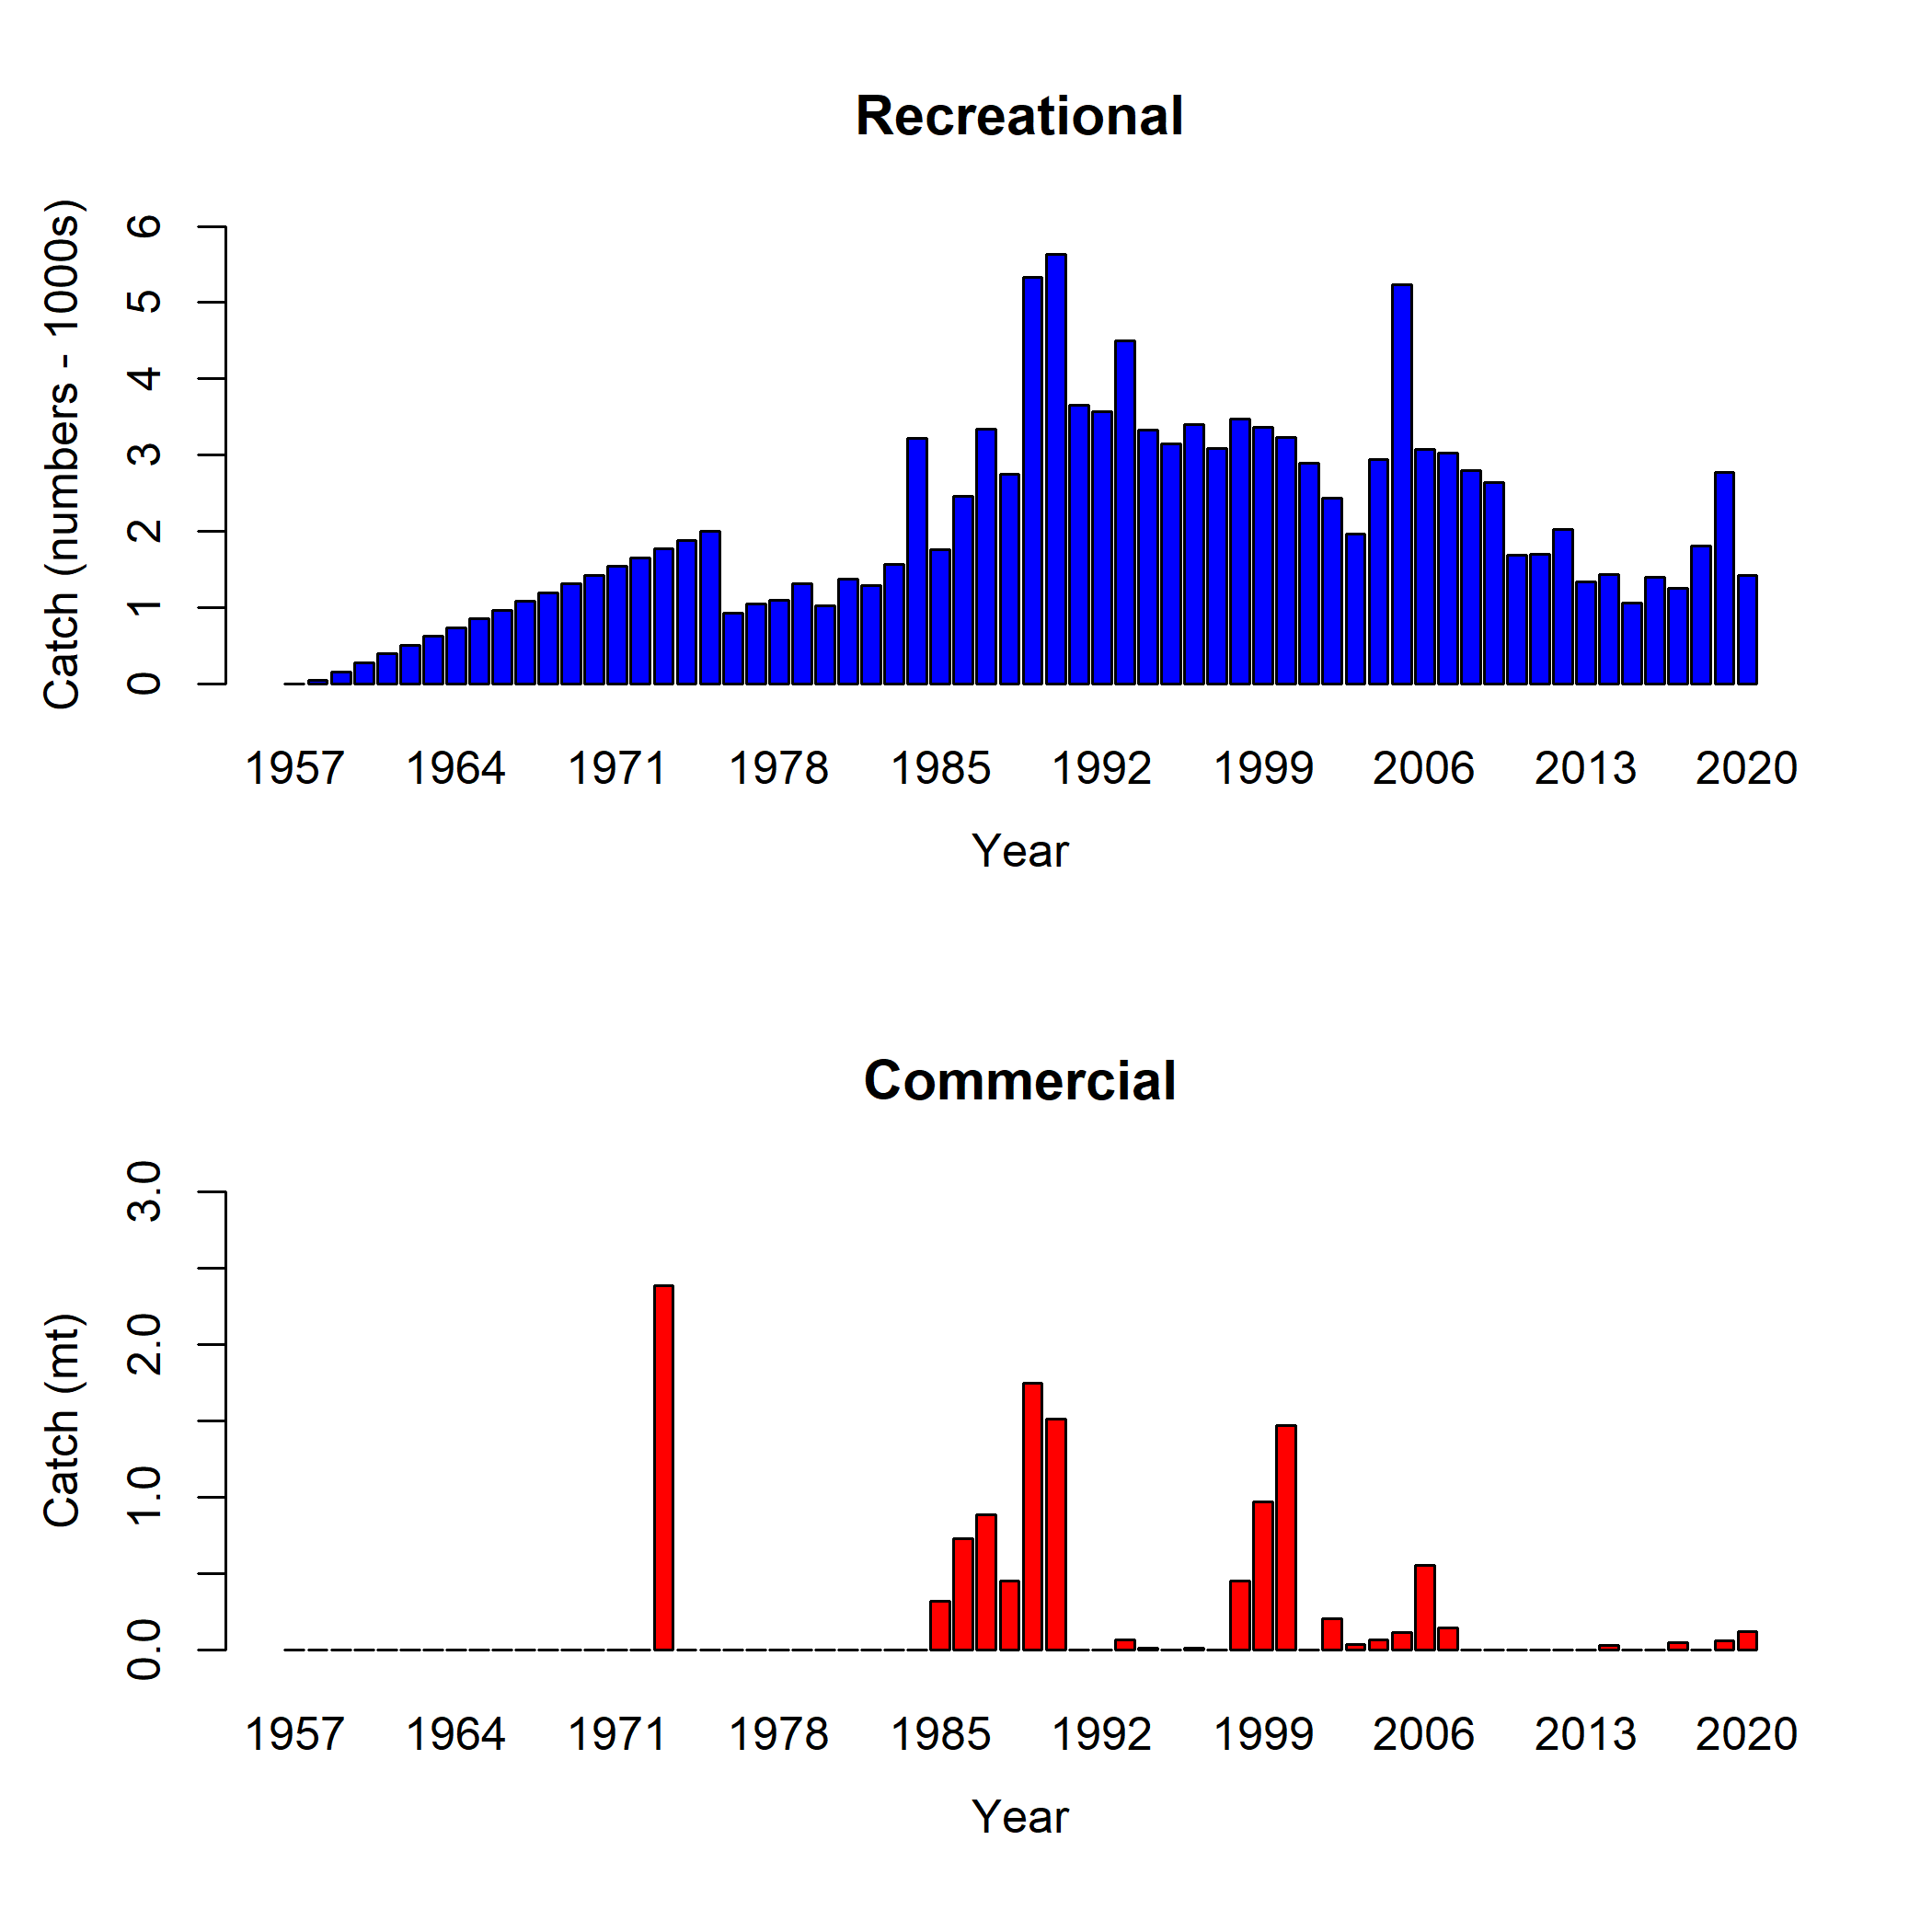 Recreational
Catch (numbers - 1000s)
0 1 2 3 4 5 6
1957 1964 1971 1978 1985 1992 1999 2006 2013 2020
Year
Commercial
Catch (mt)
0.0 1.0 2.0 3.0
1957 1964 1971 1978 1985 1992 1999 2006 2013 2020
Year